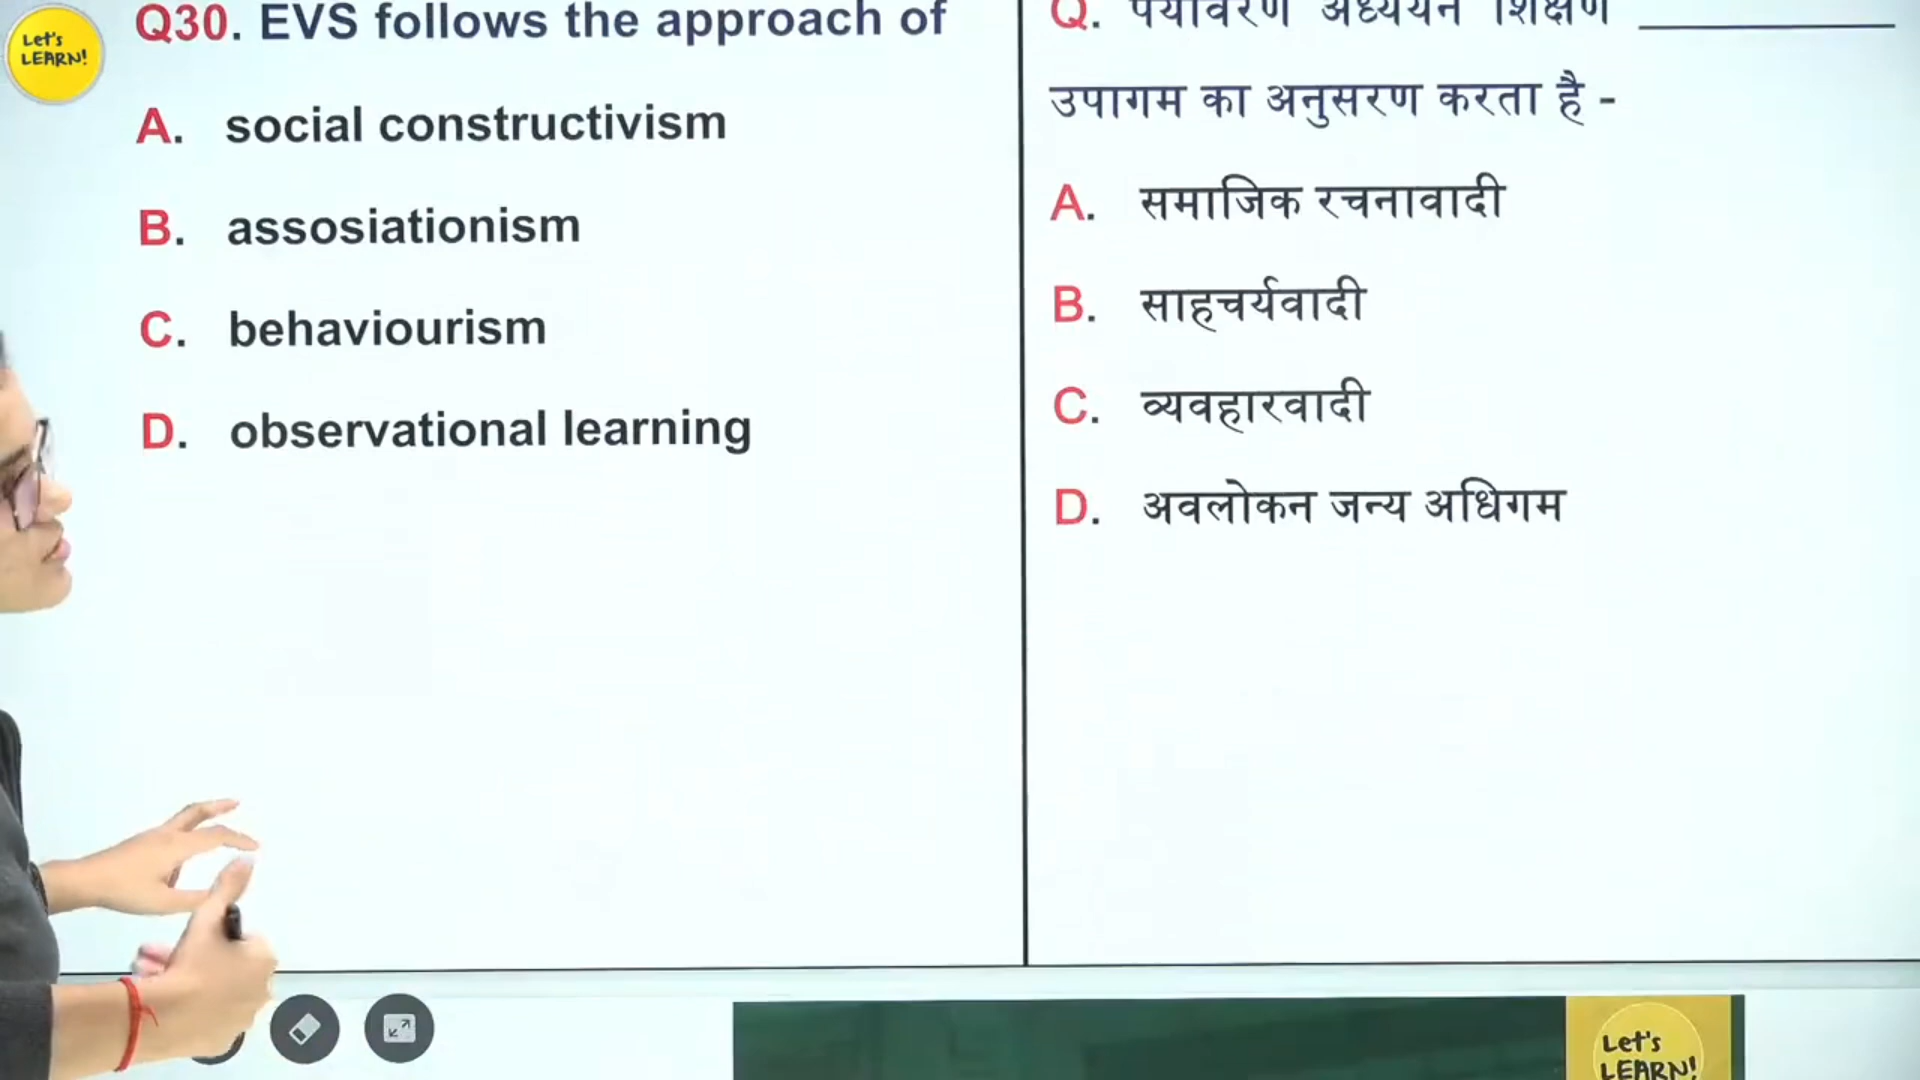 Let's
LEARN!
Q30. EVS follows the approach of
A. social constructivism
B. assosiationism
C. behaviourism
D. observational learning
Q. पर्यावरण अध्ययन शिक्षण ____________
उपागम का अनुसरण करता है -
A. समाजिक रचनावादी
B. साहचर्यवादी
C. व्यवहारवादी
D. अवलोकन जन्य अधिगम
Let's
LEARN!